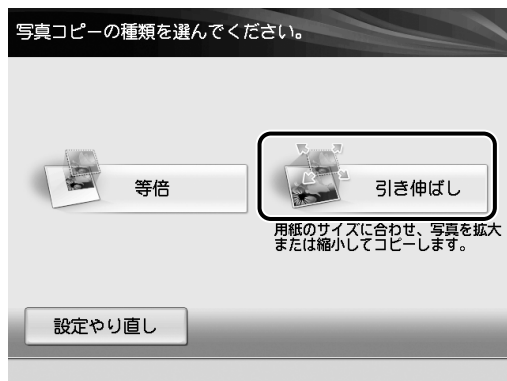 写真コピーの種類を選んでください。
等倍
引き伸ばし
用紙のサイズに合わせ、写真を拡大
または縮小してコピーします。
設定やり直し